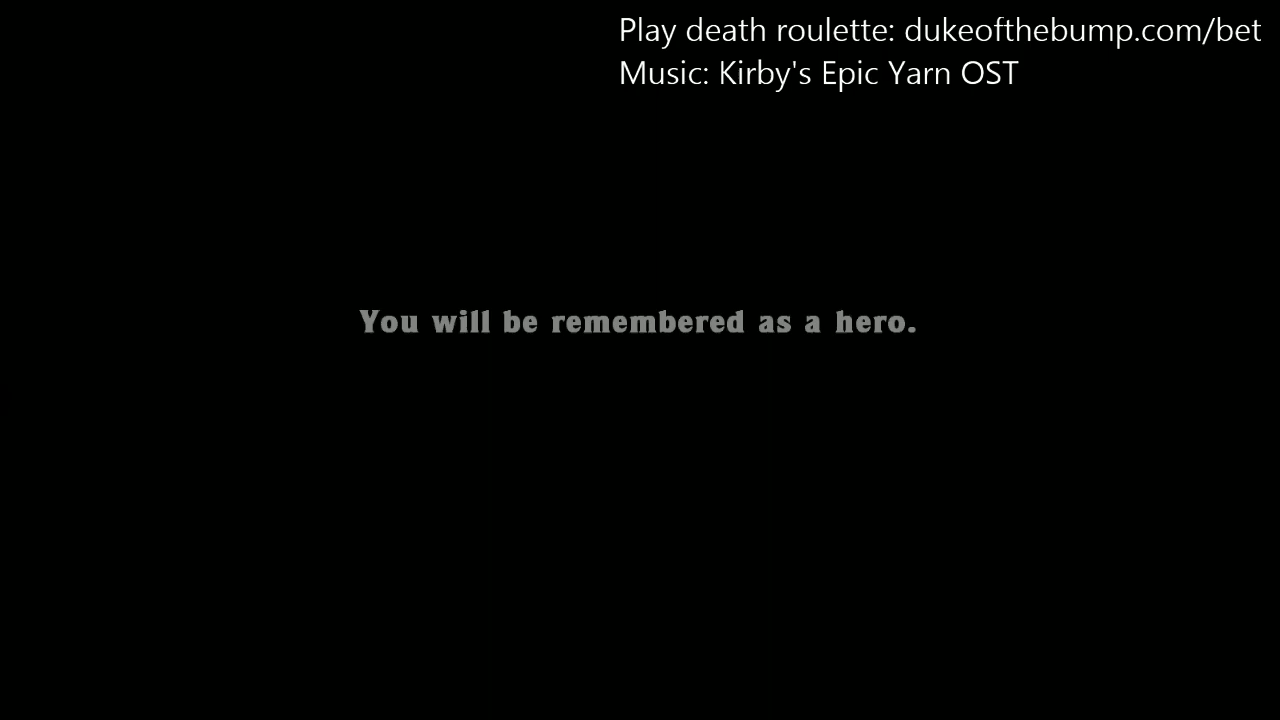 Play death roulette: dukeofthebump.com/bet
Music: Kirby's Epic Yarn OST
You will be remembered as a hero.